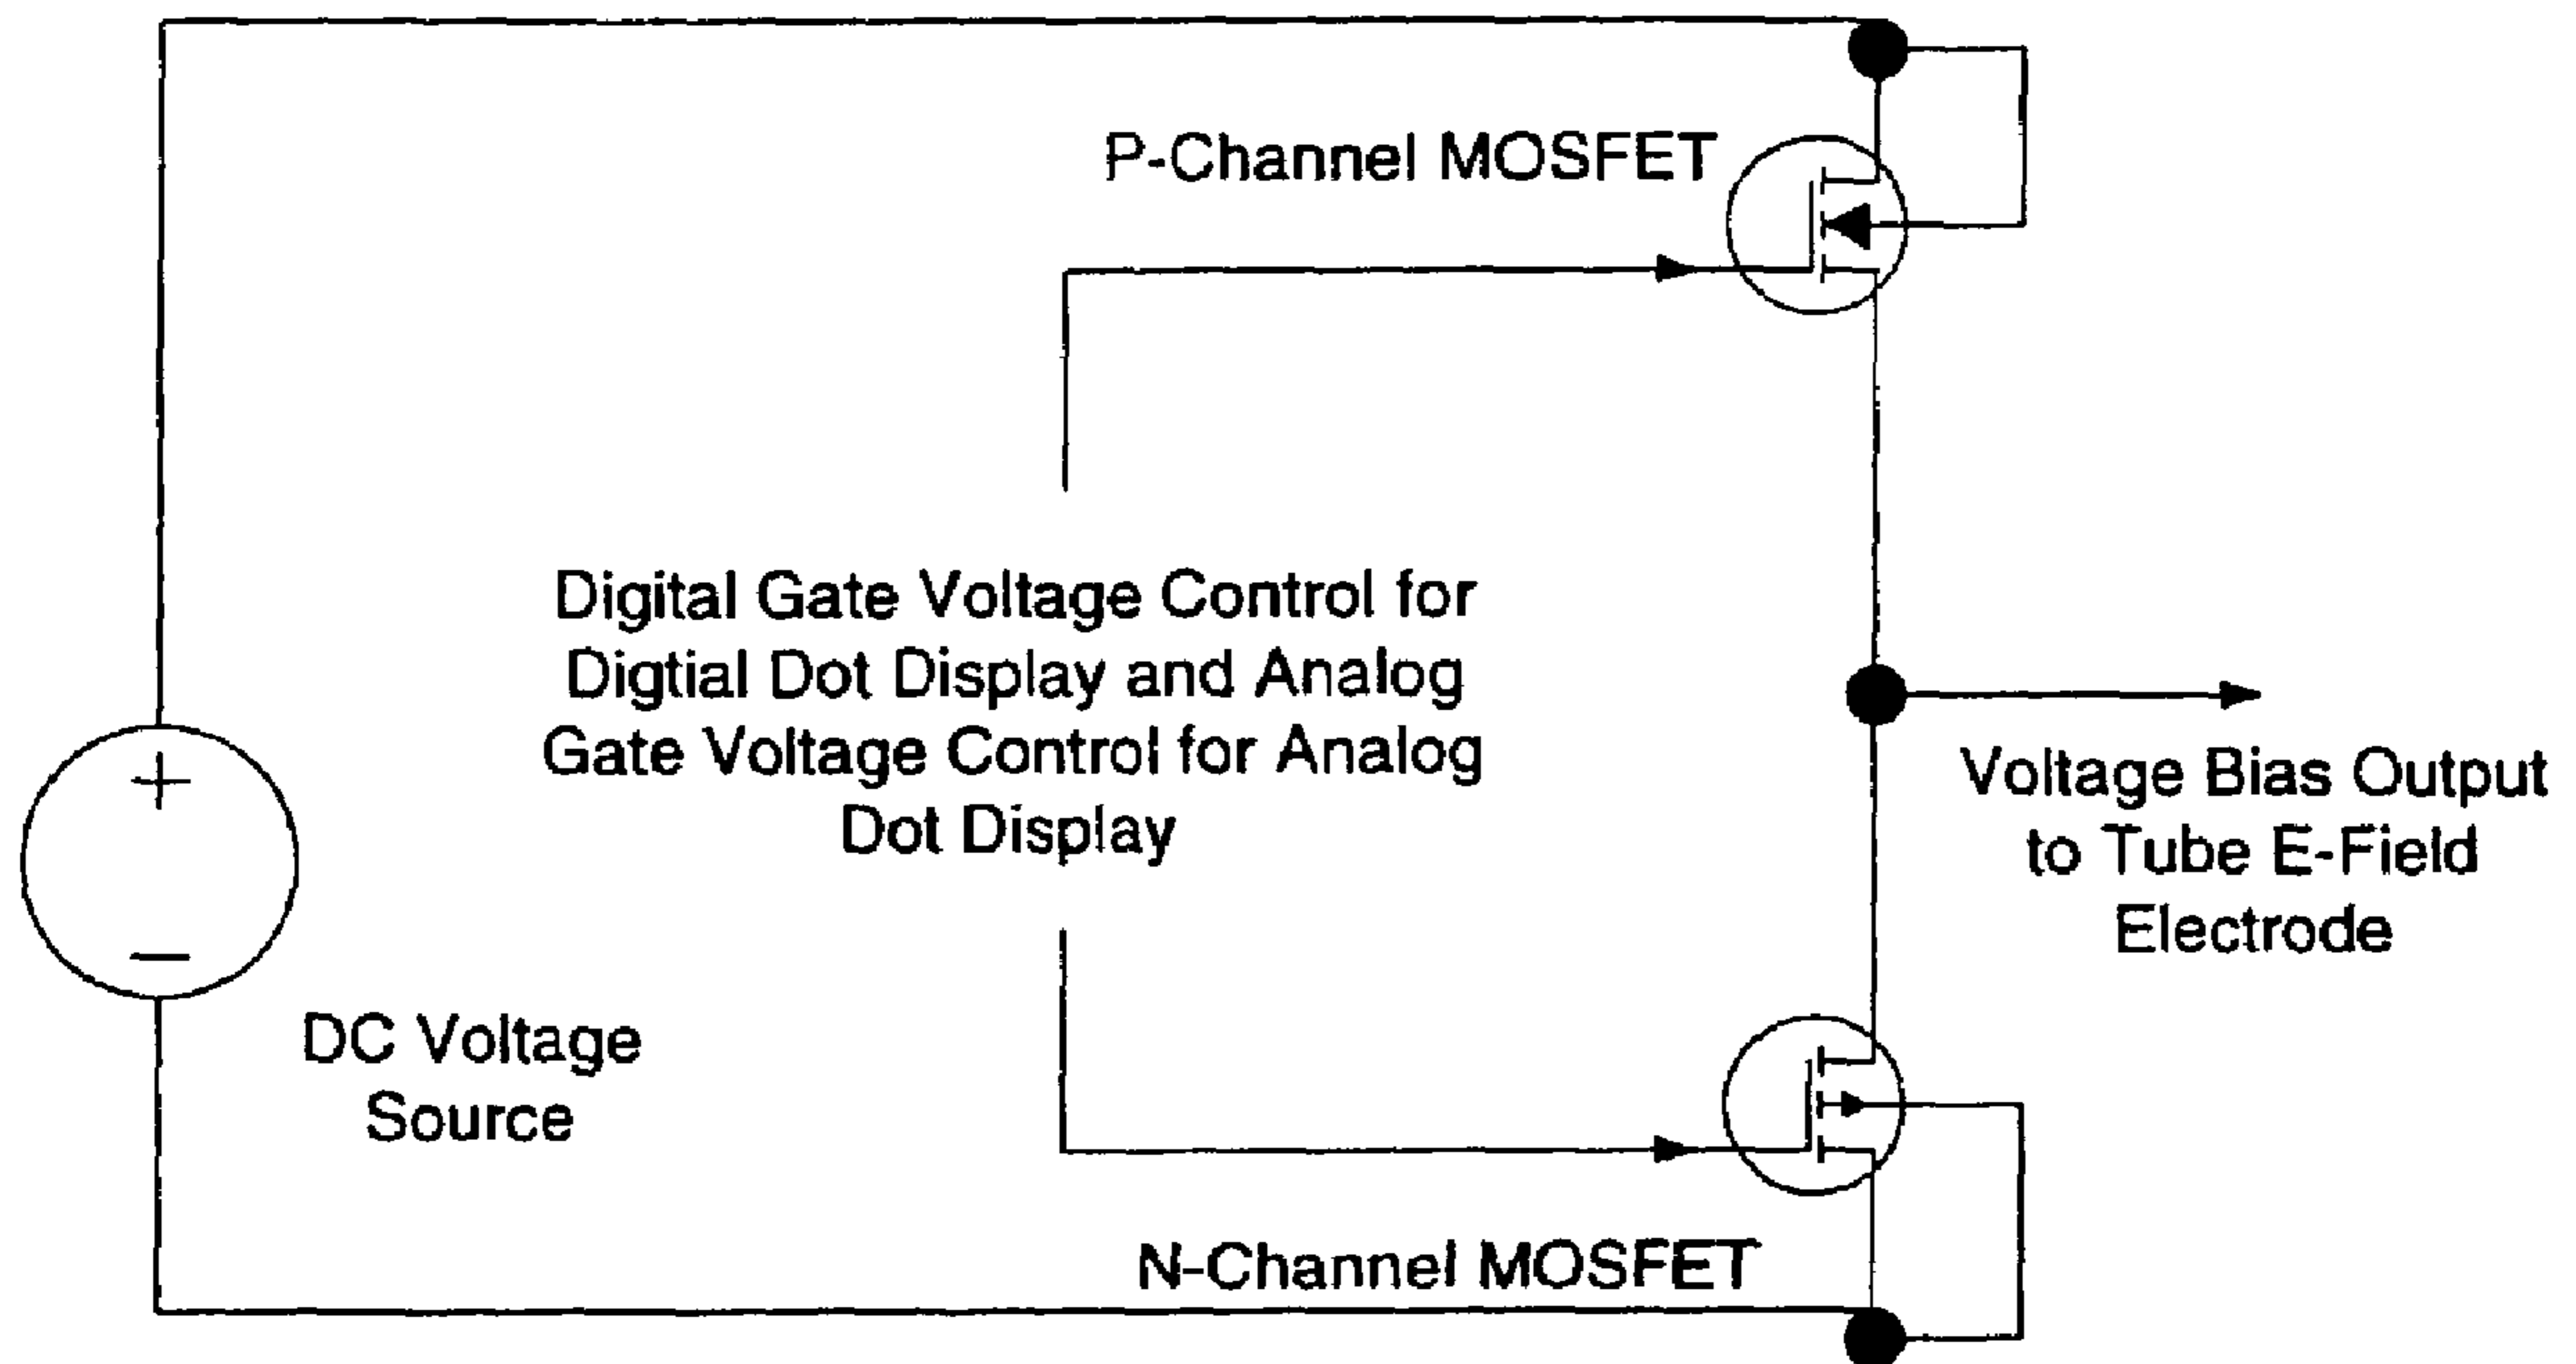 P-Channel MOSFET
Digital Gate Voltage Control for
Digtial Dot Display and Analog
Gate Voltage Control for Analog
Dot Display
Voltage Bias Output
to Tube E-Field
Electrode
+
−
DC Voltage
Source
N-Channel MOSFET